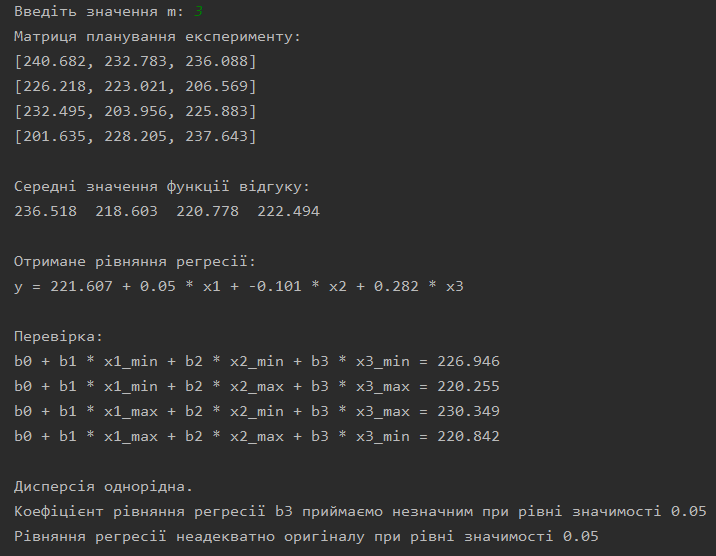 Введіть значення m: 3
Матриця планування експерименту:
[240.682, 232.783, 236.088]
[226.218, 223.021, 206.569]
[232.495, 203.956, 225.883]
[201.635, 228.205, 237.643]
Середні значення функції відгуку:
236.518  218.603  220.778  222.494
Отримане рівняння регресії:
y = 221.607 + 0.05 * x1 + -0.101 * x2 + 0.282 * x3
Перевірка:
b0 + b1 * x1_min + b2 * x2_min + b3 * x3_min = 226.946
b0 + b1 * x1_min + b2 * x2_max + b3 * x3_max = 220.255
b0 + b1 * x1_max + b2 * x2_min + b3 * x3_max = 230.349
b0 + b1 * x1_max + b2 * x2_max + b3 * x3_min = 220.842
Дисперсія однорідна.
Коефіцієнт рівняння регресії b3 приймаємо незначним при рівні значимості 0.05
Рівняння регресії неадекватно оригіналу при рівні значимості 0.05